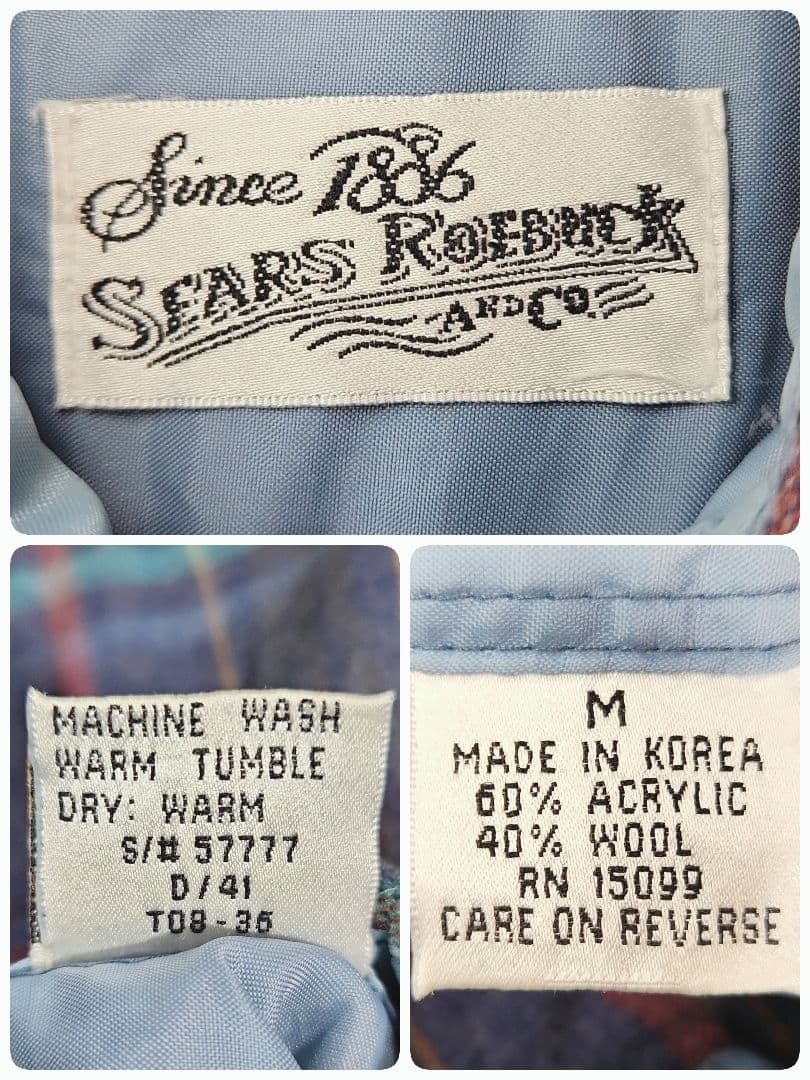 Since 1886
SEARS ROEBUCK
AND CO.
MACHINE WASH
WARM TUMBLE
DRY: WARM
S/# 57777
D/41
T08-36
M
MADE IN KOREA
60% ACRYLIC
40% WOOL
RN 15099
CARE ON REVERSE